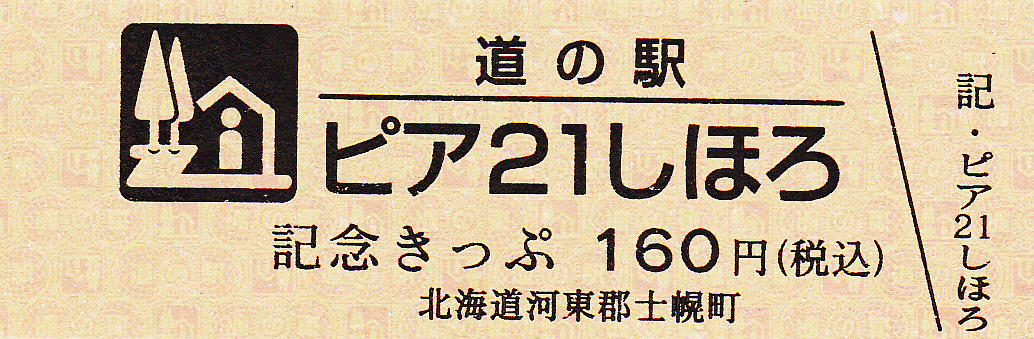 道の駅
ピア21しほろ
記念きっぷ 160円(税込)
北海道河東郡士幌町
記・ピア21しほろ